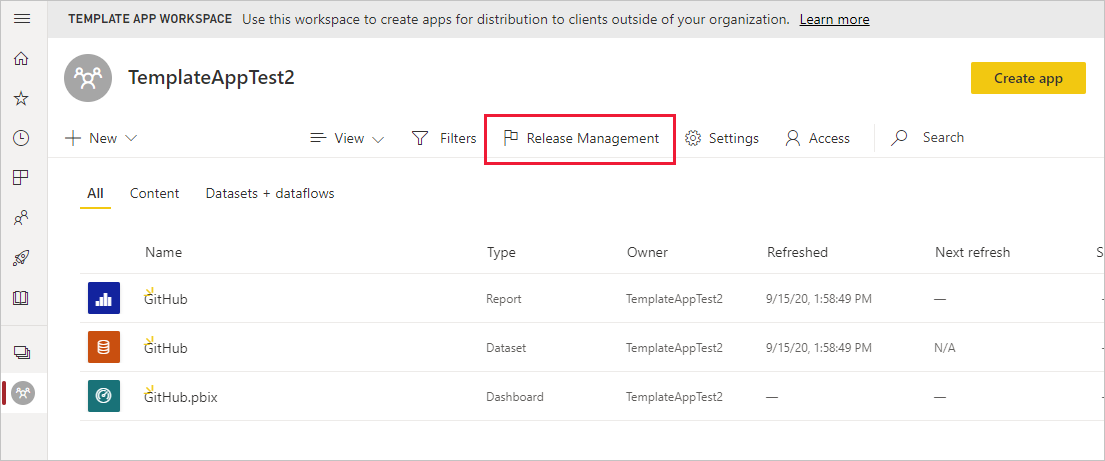 TEMPLATE APP WORKSPACE Use this workspace to create apps for distribution to clients outside of your organization. Learn more
TemplateAppTest2
Create app
New View Filters Release Management Settings Access Search
All Content Datasets + dataflows
Name Type Owner Refreshed Next refresh S
GitHub Report TemplateAppTest2 9/15/20, 1:58:49 PM —
GitHub Dataset TemplateAppTest2 9/15/20, 1:58:49 PM N/A
GitHub.pbix Dashboard TemplateAppTest2 — —